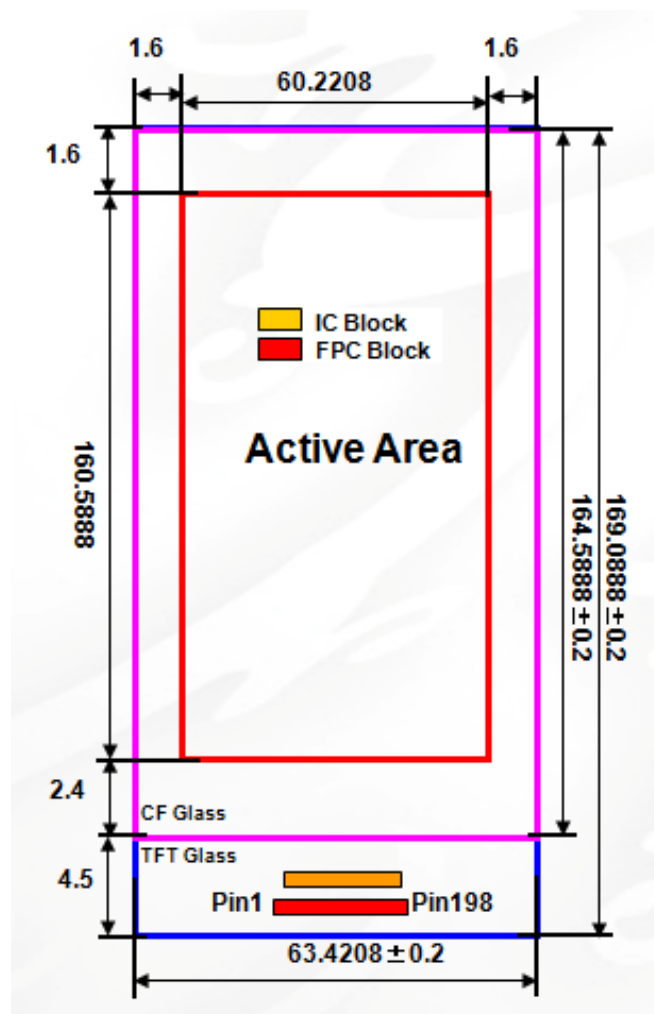 1.6
1.6
60.2208
1.6
IC Block
FPC Block
Active Area
160.5888
164.5888±0.2
169.0888±0.2
2.4
CF Glass
TFT Glass
4.5
Pin1
Pin198
63.4208±0.2